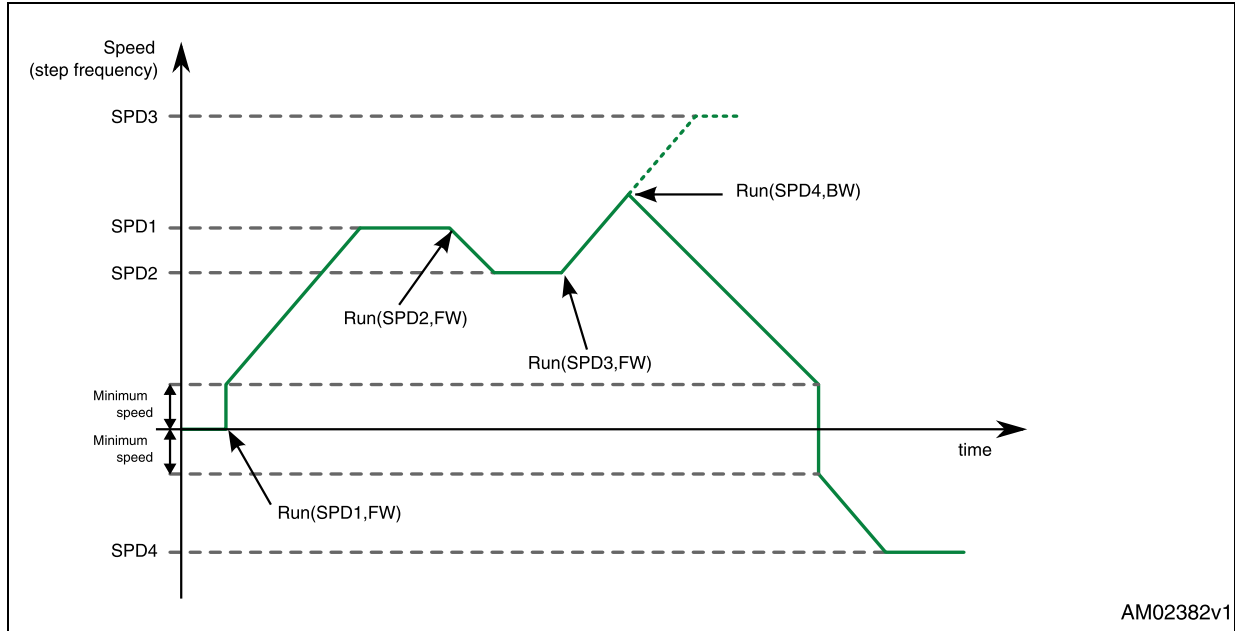 Speed
(step frequency)
SPD3
Run(SPD4,BW)
SPD1
SPD2
Run(SPD2,FW)
Run(SPD3,FW)
Minimum
speed
Minimum
speed
time
Run(SPD1,FW)
SPD4
AM02382v1